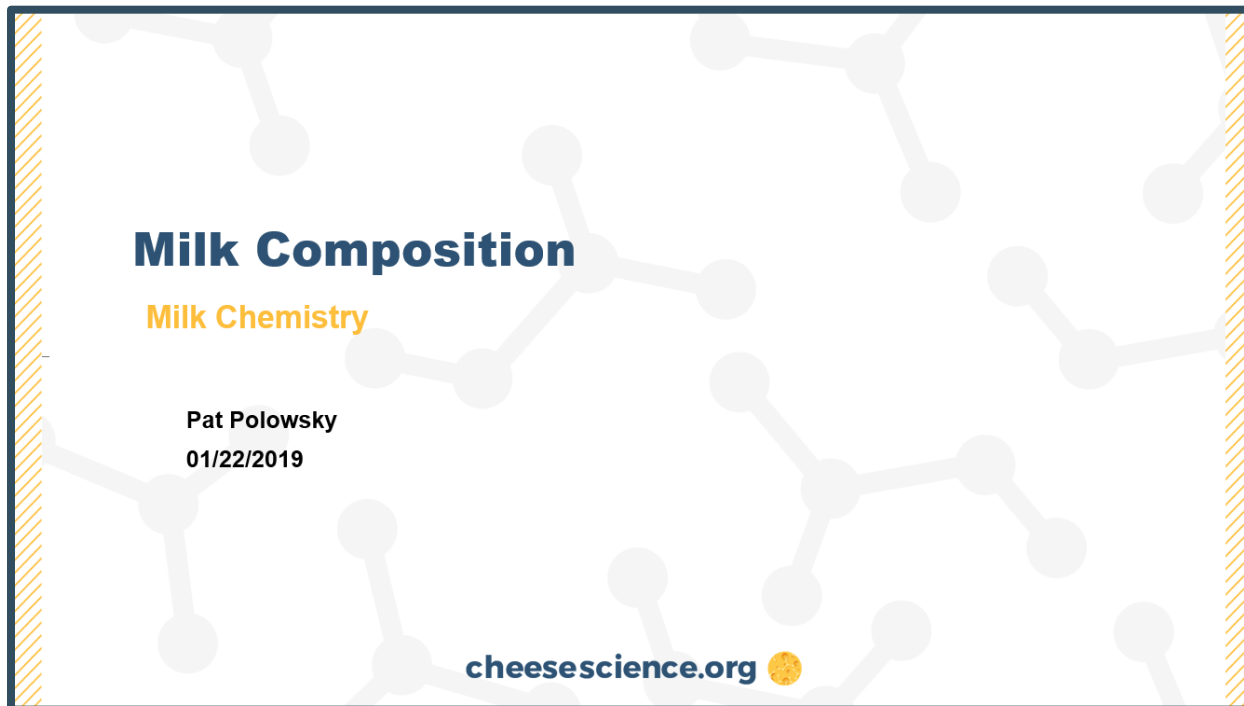 Milk Composition
Milk Chemistry
Pat Polowsky
01/22/2019
cheesescience.org